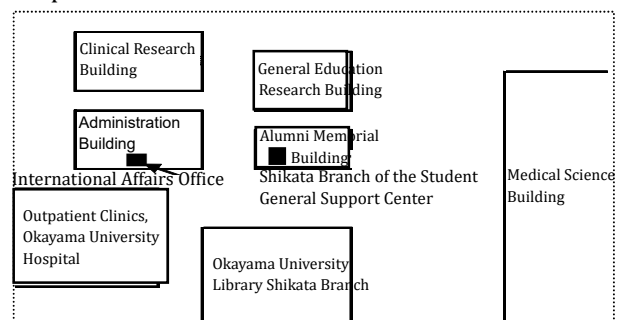 Clinical Research
Building
General Education
Research Building
Administration
Building
Alumni Memorial
Building
International Affairs Office
Shikata Branch of the Student
General Support Center
Medical Science
Building
Outpatient Clinics,
Okayama University
Hospital
Okayama University
Library Shikata Branch